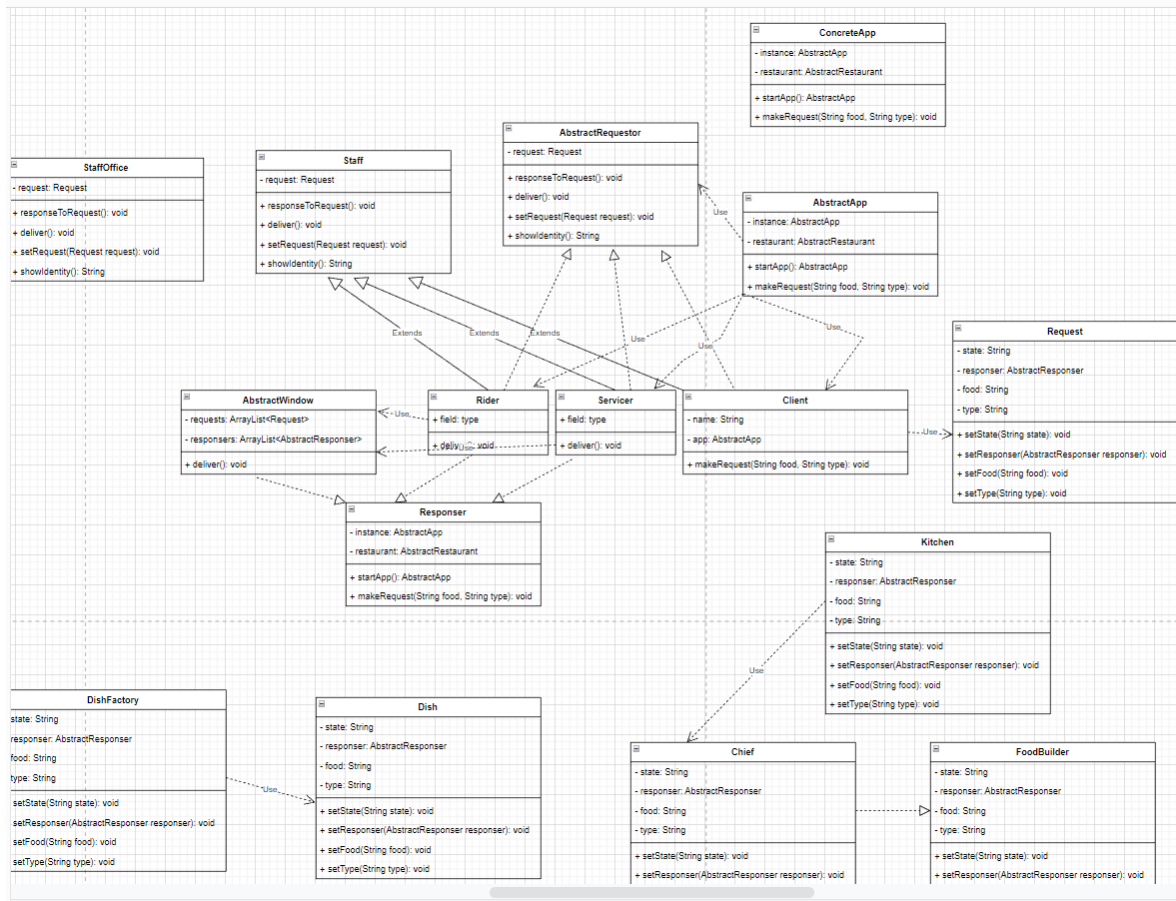 ConcreteApp
- instance: AbstractApp
- restaurant: AbstractRestaurant
+ startApp(): AbstractApp
+ makeRequest(String food, String type): void
AbstractRequestor
- request: Request
+ responseToRequest(): void
+ deliver(): void
+ setRequest(Request request): void
+ showIdentity(): String
Staff
- request: Request
+ responseToRequest(): void
+ deliver(): void
+ setRequest(Request request): void
+ showIdentity(): String
StaffOffice
- request: Request
+ responseToRequest(): void
+ deliver(): void
+ setRequest(Request request): void
+ showIdentity(): String
AbstractApp
- instance: AbstractApp
- restaurant: AbstractRestaurant
+ startApp(): AbstractApp
+ makeRequest(String food, String type): void
Use
Extends
Extends
Extends
Use
Use
Use
Request
- state: String
- responser: AbstractResponser
- food: String
- type: String
+ setState(String state): void
+ setResponser(AbstractResponser responser): void
+ setFood(String food): void
+ setType(String type): void
AbstractWindow
- requests: ArrayList<Request>
- responsers: ArrayList<AbstractResponser>
+ deliver(): void
Use
Rider
+ field: type
+ deliver(): void
Use
Servicer
+ field: type
+ deliver(): void
Client
- name: String
- app: AbstractApp
+ makeRequest(String food, String type): void
Use
Responser
- instance: AbstractApp
- restaurant: AbstractRestaurant
+ startApp(): AbstractApp
+ makeRequest(String food, String type): void
Kitchen
- state: String
- responser: AbstractResponser
- food: String
- type: String
+ setState(String state): void
+ setResponser(AbstractResponser responser): void
+ setFood(String food): void
+ setType(String type): void
Use
DishFactory
state: String
responser: AbstractResponser
food: String
type: String
setState(String state): void
setResponser(AbstractResponser responser): void
setFood(String food): void
setType(String type): void
Use
Dish
- state: String
- responser: AbstractResponser
- food: String
- type: String
+ setState(String state): void
+ setResponser(AbstractResponser responser): void
+ setFood(String food): void
+ setType(String type): void
Chief
- state: String
- responser: AbstractResponser
- food: String
- type: String
+ setState(String state): void
+ setResponser(AbstractResponser responser): void
FoodBuilder
- state: String
- responser: AbstractResponser
- food: String
- type: String
+ setState(String state): void
+ setResponser(AbstractResponser responser): void